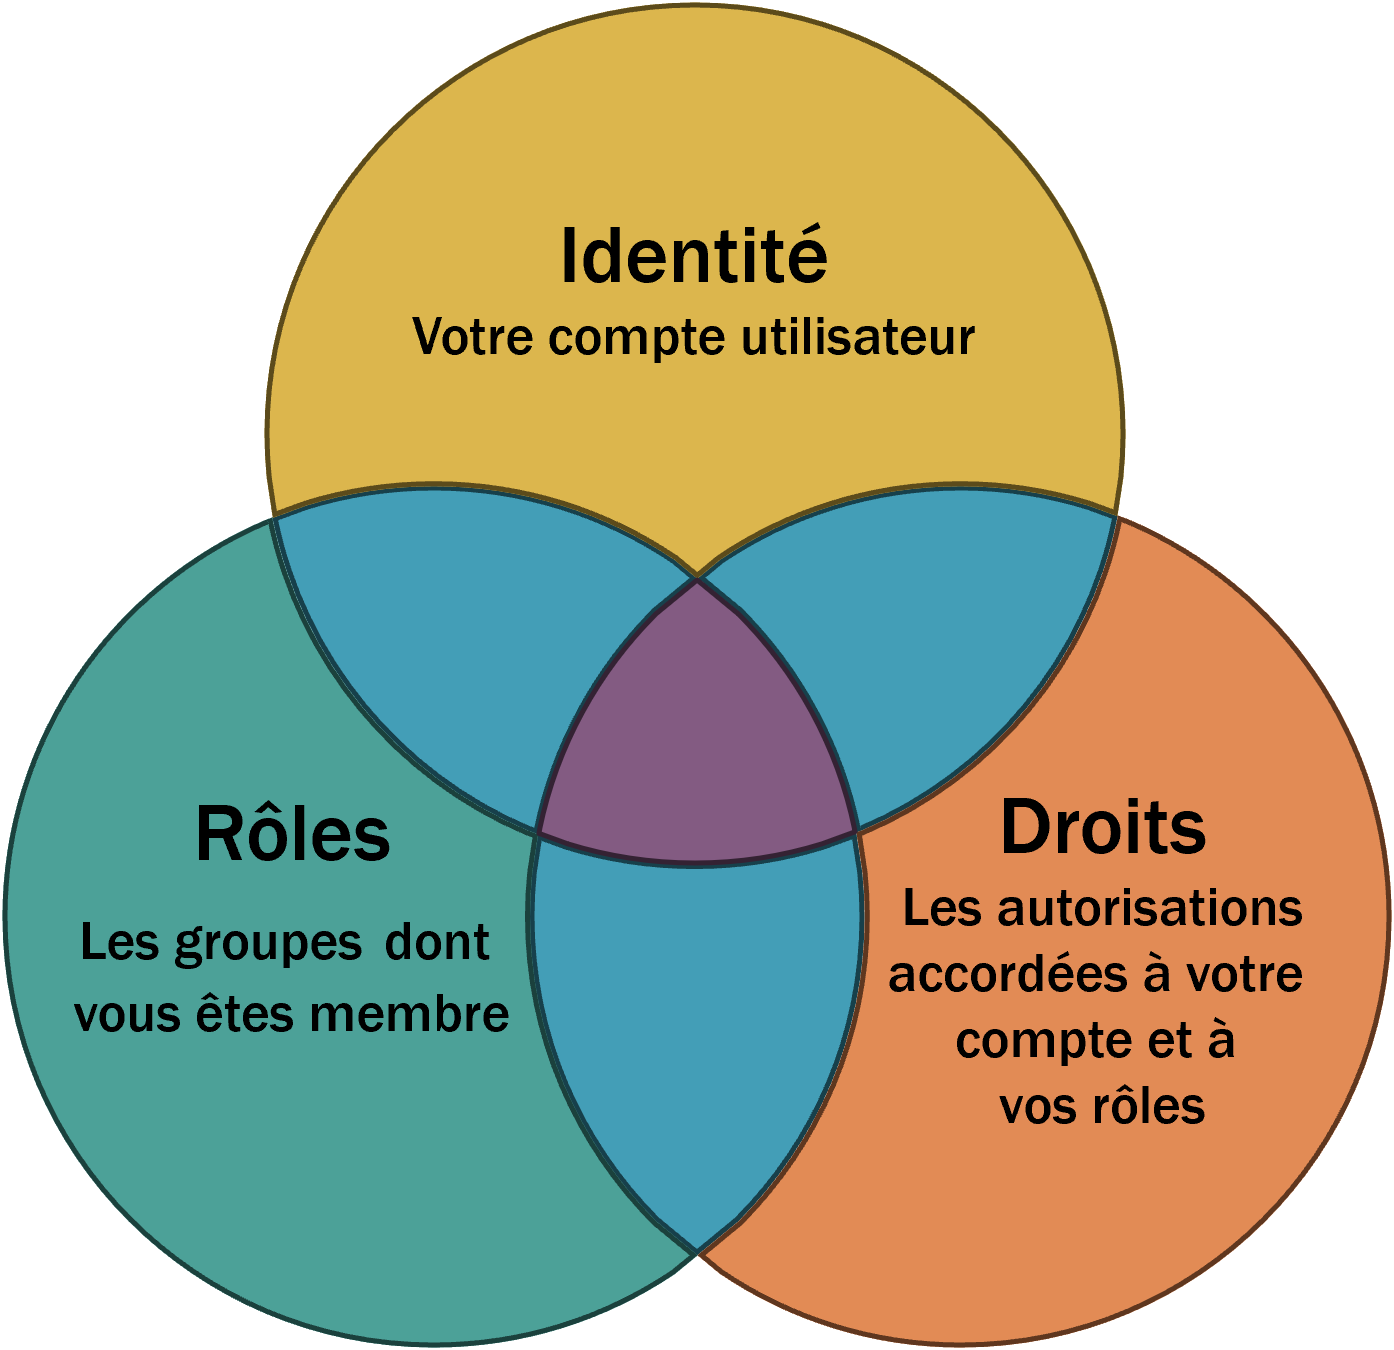 Identité
Votre compte utilisateur
Rôles
Les groupes dont
vous êtes membre
Droits
Les autorisations
accordées à votre
compte et à
vos rôles